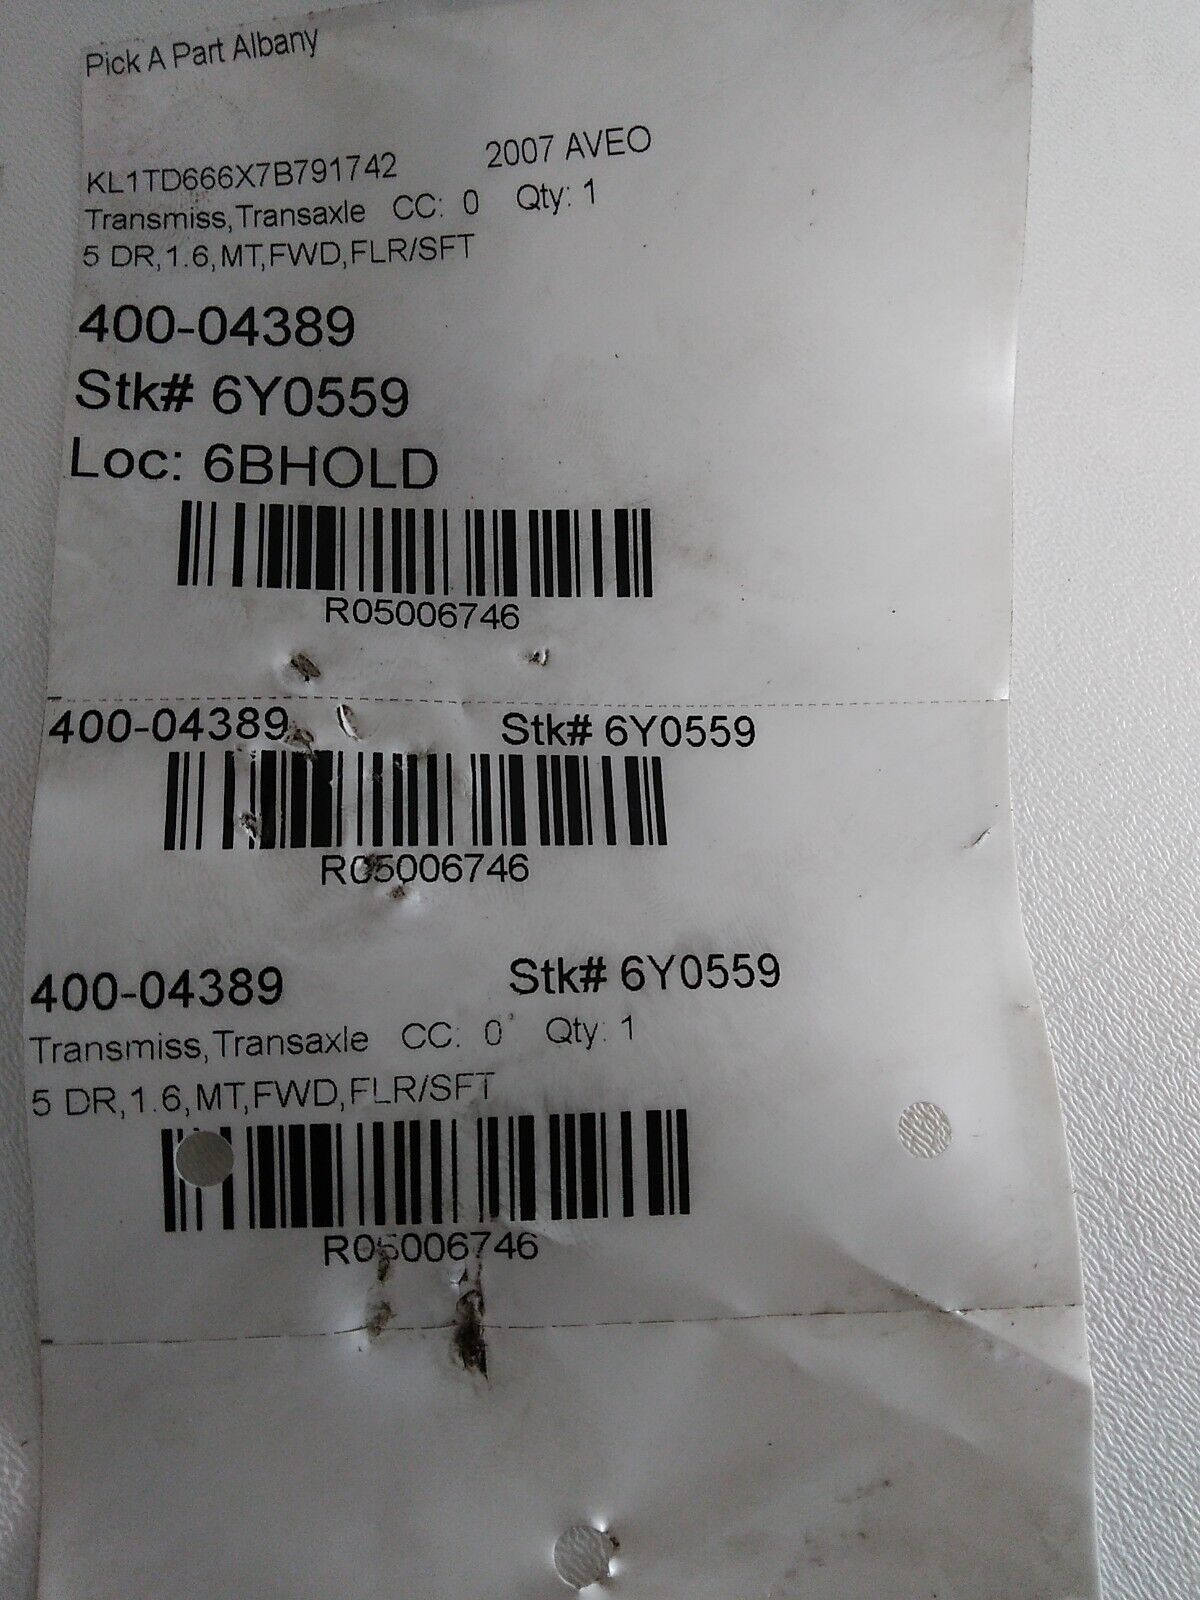 Pick A Part Albany
KL1TD666X7B791742 2007 AVEO
Transmiss,Transaxle CC: 0 Qty: 1
5 DR,1.6,MT,FWD,FLR/SFT
400-04389
Stk# 6Y0559
Loc: 6BHOLD
R05006746
400-04389 Stk# 6Y0559
R05006746
400-04389 Stk# 6Y0559
Transmiss,Transaxle CC: 0 Qty: 1
5 DR,1.6,MT,FWD,FLR/SFT
R05006746